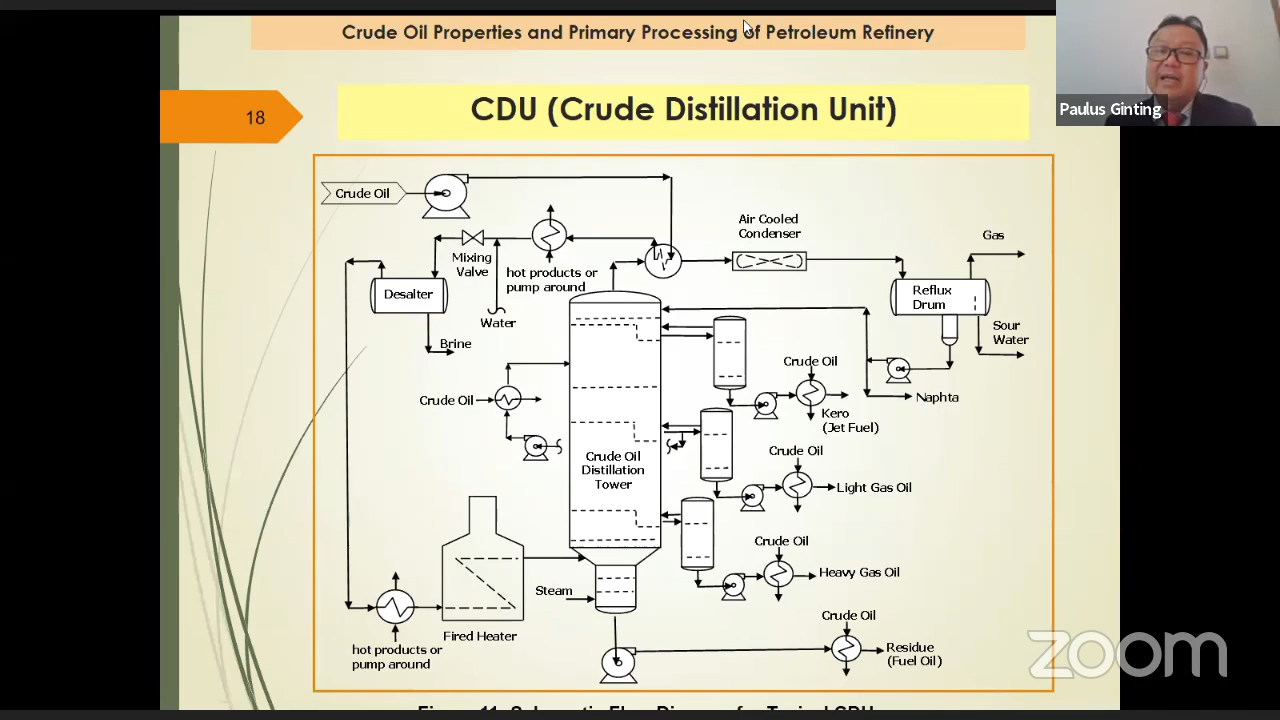 Crude Oil Properties and Primary Processing of Petroleum Refinery
Paulus Ginting
18
CDU (Crude Distillation Unit)
Crude Oil
Air Cooled
Condenser
Gas
Mixing
Valve
hot products or
pump around
Desalter
Reflux
Drum
Water
Brine
Sour
Water
Crude Oil
Crude Oil
Naphta
Kero
(Jet Fuel)
Crude Oil
Distillation
Tower
Crude Oil
Light Gas Oil
Crude Oil
Heavy Gas Oil
Steam
Fired Heater
hot products or
pump around
Crude Oil
Residue
(Fuel Oil)
zoom